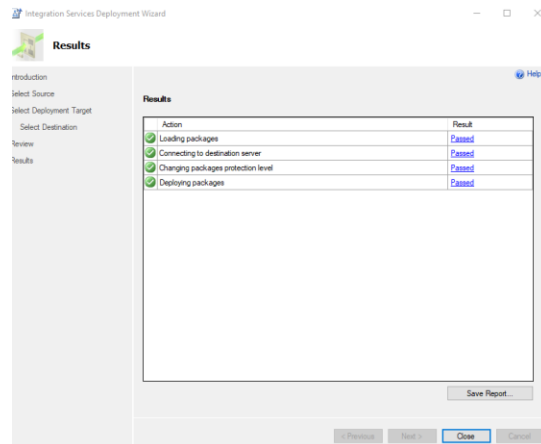 Integration Services Deployment Wizard
Results
Help
ntroduction
Select Source
Select Deployment Target
Select Destination
Review
Results
Results
Action Result
Loading packages Passed
Connecting to destination server Passed
Changing packages protection level Passed
Deploying packages Passed
Save Report...
< Previous Next > Close Cancel